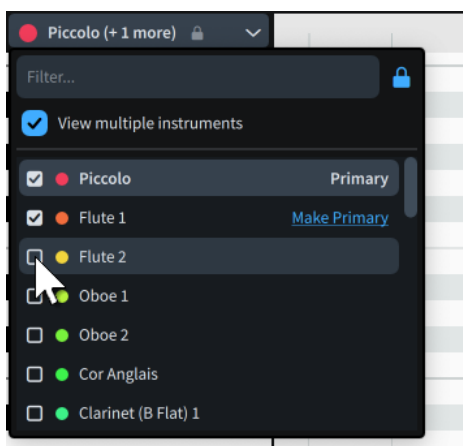 Piccolo (+ 1 more)
Filter...
View multiple instruments
Piccolo Primary
Flute 1 Make Primary
Flute 2
Oboe 1
Oboe 2
Cor Anglais
Clarinet (B Flat) 1